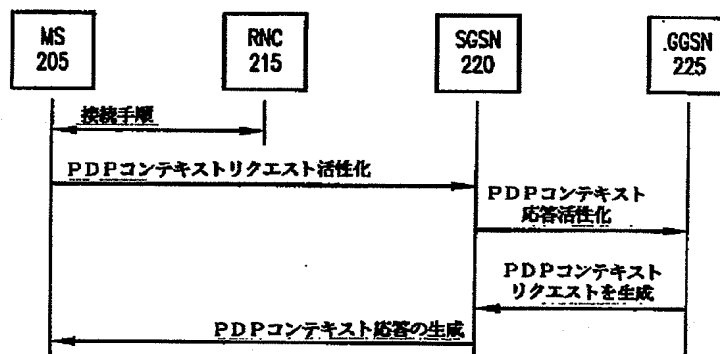 MS
205
RNC
215
SGSN
220
GGSN
225
接続手順
PDPコンテキストリクエスト活性化
PDPコンテキスト
応答活性化
PDPコンテキスト
リクエストを生成
PDPコンテキスト応答の生成